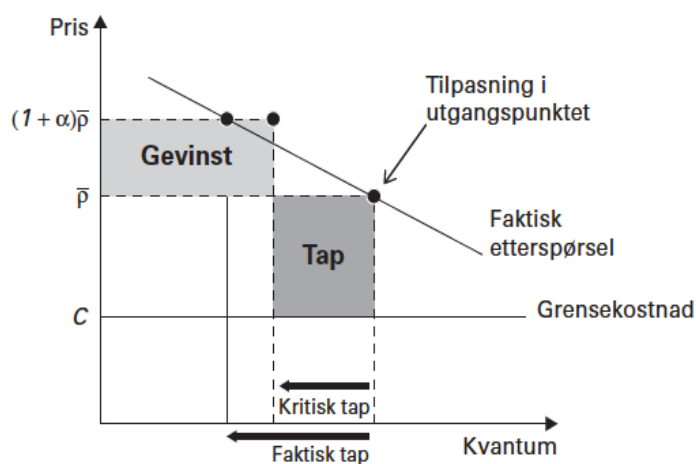 Pris
Tilpasning i
utgangspunktet
(1 + α)p̅
Gevinst
p̅
Faktisk
etterspørsel
Tap
C
Grensekostnad
Kritisk tap
Faktisk tap
Kvantum